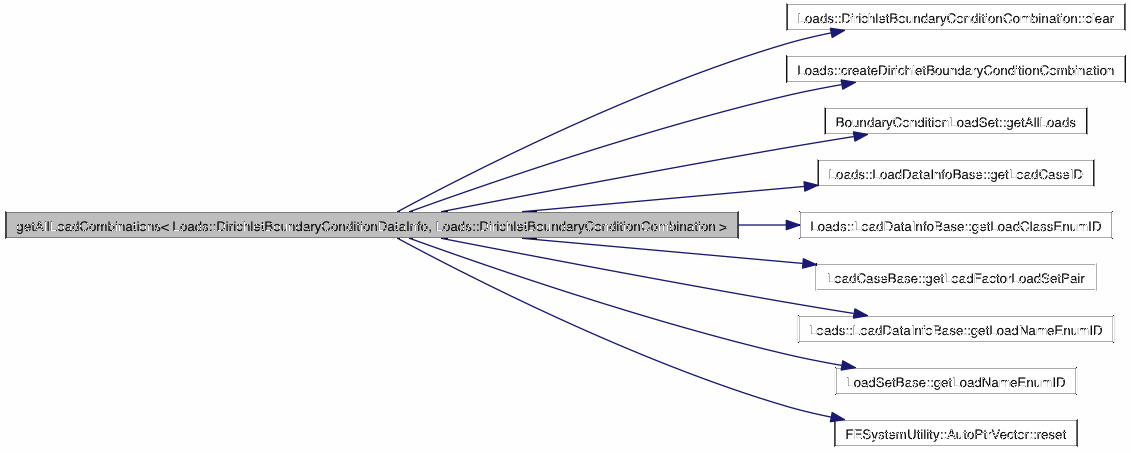 Loads::DirichletBoundaryConditionCombination::clear
Loads::createDirichletBoundaryConditionCombination
BoundaryConditionLoadSet::getAllLoads
Loads::LoadDataInfoBase::getLoadCaseID
getAllLoadCombinations< Loads::DirichletBoundaryConditionDataInfo, Loads::DirichletBoundaryConditionCombination >
Loads::LoadDataInfoBase::getLoadClassEnumID
LoadCaseBase::getLoadFactorLoadSetPair
Loads::LoadDataInfoBase::getLoadNameEnumID
LoadSetBase::getLoadNameEnumID
FESystemUtility::AutoPtrVector::reset